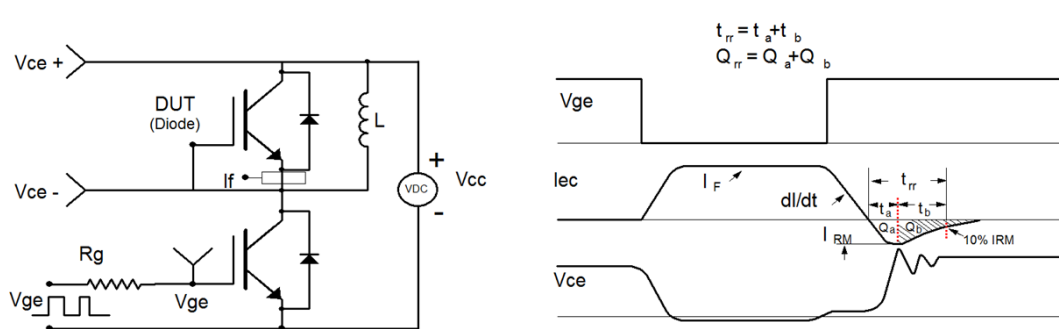 Vce +
DUT
(Diode)
L
If
Vce -
+
VDC
Vcc
-
Rg
Vge
Vge
t rr = t a + t b
Q rr = Q a + Q b
Vge
Iec
I F
dI/dt
t rr
t a
t b
Q a
Q b
I RM
10% IRM
Vce